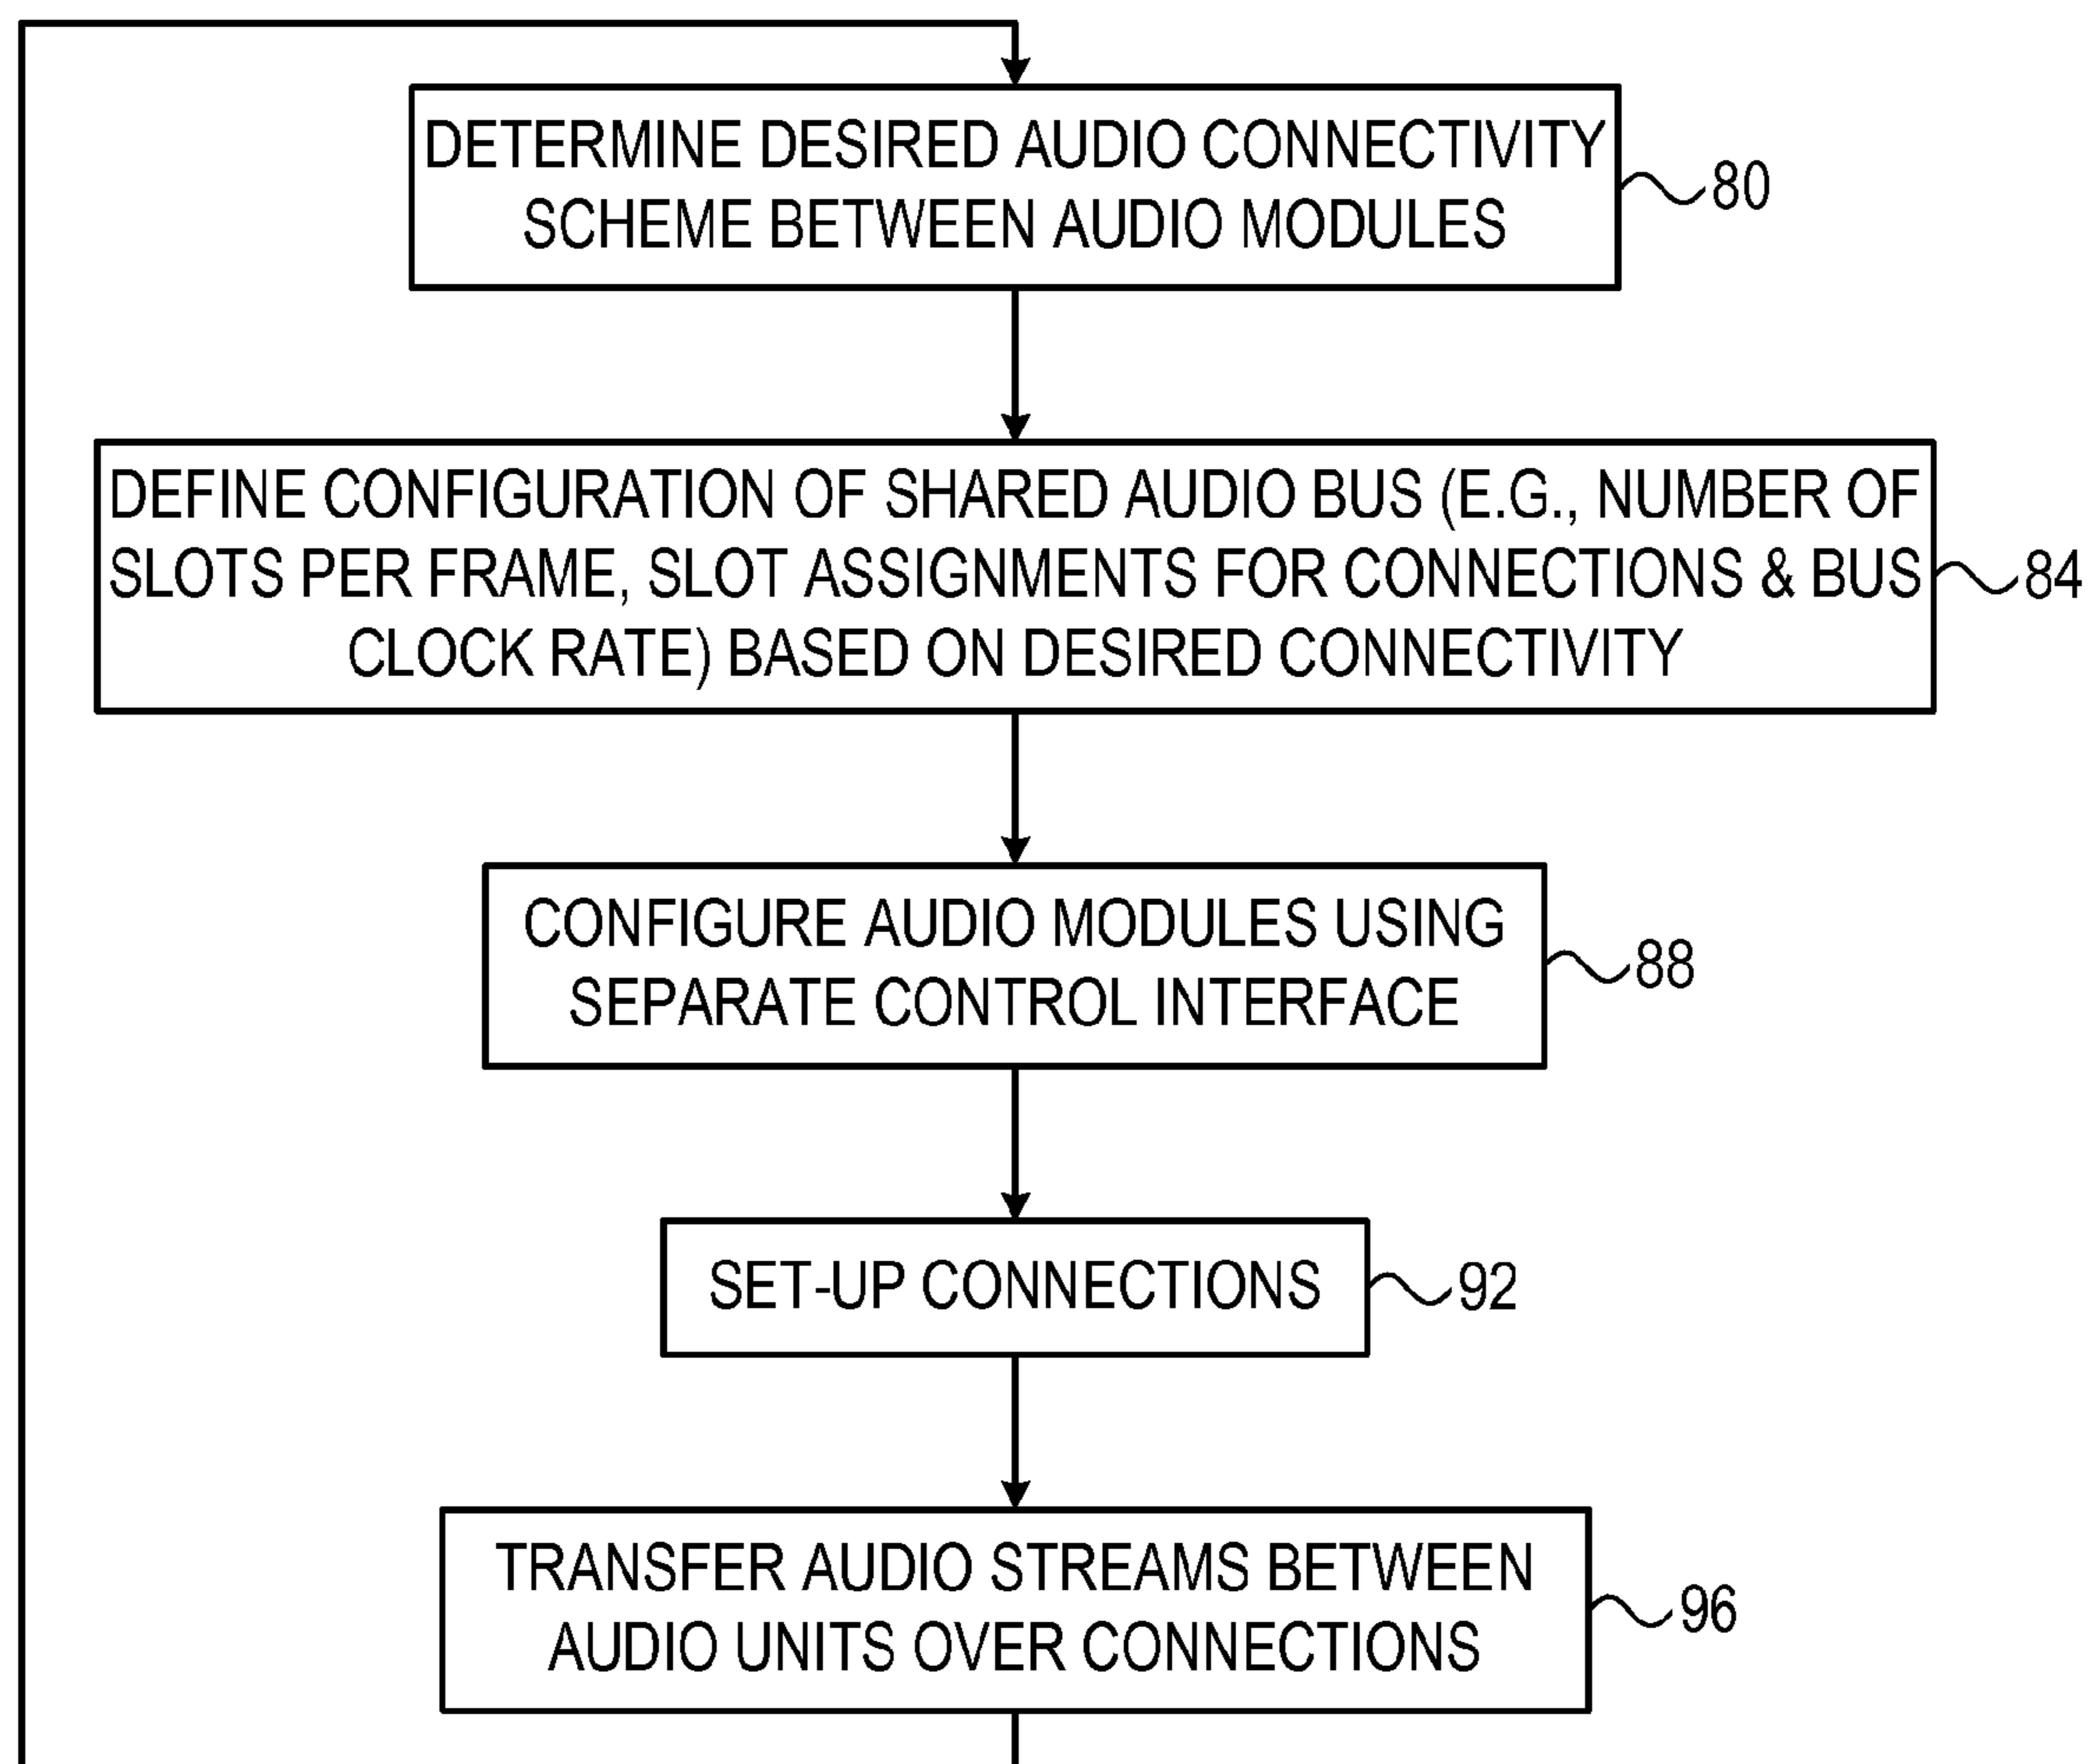 DETERMINE DESIRED AUDIO CONNECTIVITY
SCHEME BETWEEN AUDIO MODULES
80
DEFINE CONFIGURATION OF SHARED AUDIO BUS (E.G., NUMBER OF
SLOTS PER FRAME, SLOT ASSIGNMENTS FOR CONNECTIONS & BUS
CLOCK RATE) BASED ON DESIRED CONNECTIVITY
84
CONFIGURE AUDIO MODULES USING
SEPARATE CONTROL INTERFACE
88
SET-UP CONNECTIONS
92
TRANSFER AUDIO STREAMS BETWEEN
AUDIO UNITS OVER CONNECTIONS
96